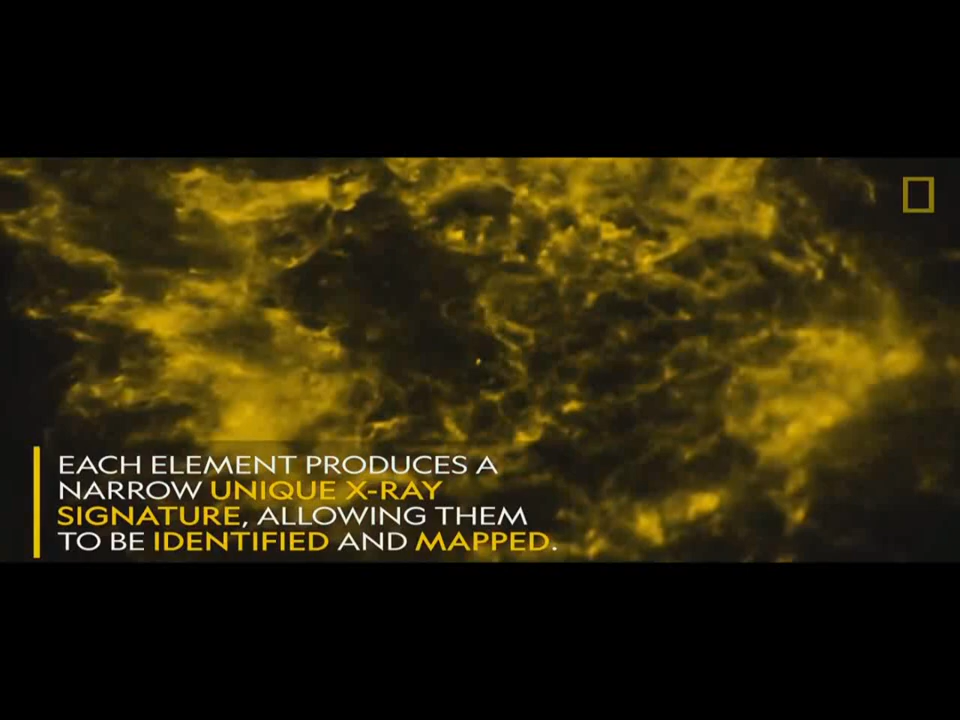 EACH ELEMENT PRODUCES A
NARROW UNIQUE X-RAY
SIGNATURE, ALLOWING THEM
TO BE IDENTIFIED AND MAPPED.